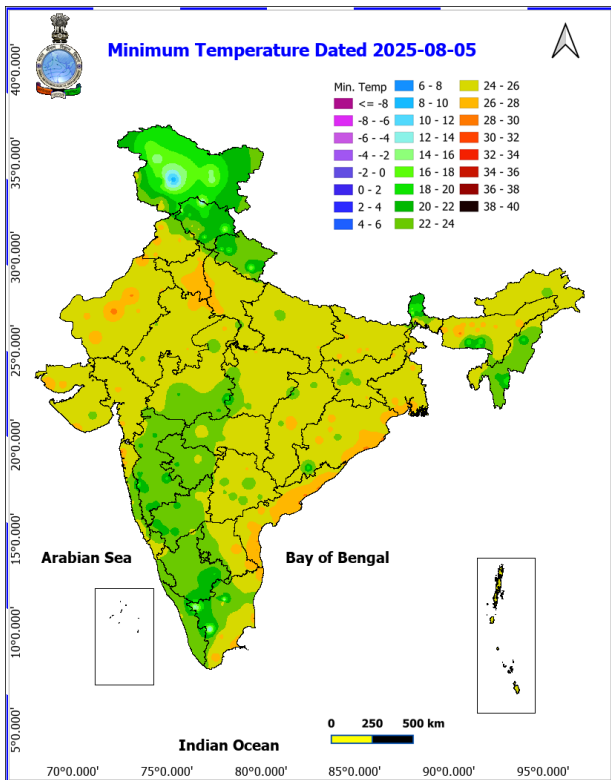 Minimum Temperature Dated 2025-08-05
Min. Temp
<= -8
-8 - -6
-6 - -4
-4 - -2
-2 - 0
0 - 2
2 - 4
4 - 6
6 - 8
8 - 10
10 - 12
12 - 14
14 - 16
16 - 18
18 - 20
20 - 22
22 - 24
24 - 26
26 - 28
28 - 30
30 - 32
32 - 34
34 - 36
36 - 38
38 - 40
40°0.000'
35°0.000'
30°0.000'
25°0.000'
20°0.000'
15°0.000'
10°0.000'
5°0.000'
Arabian Sea
Bay of Bengal
Indian Ocean
0 250 500 km
70°0.000' 75°0.000' 80°0.000' 85°0.000' 90°0.000' 95°0.000'